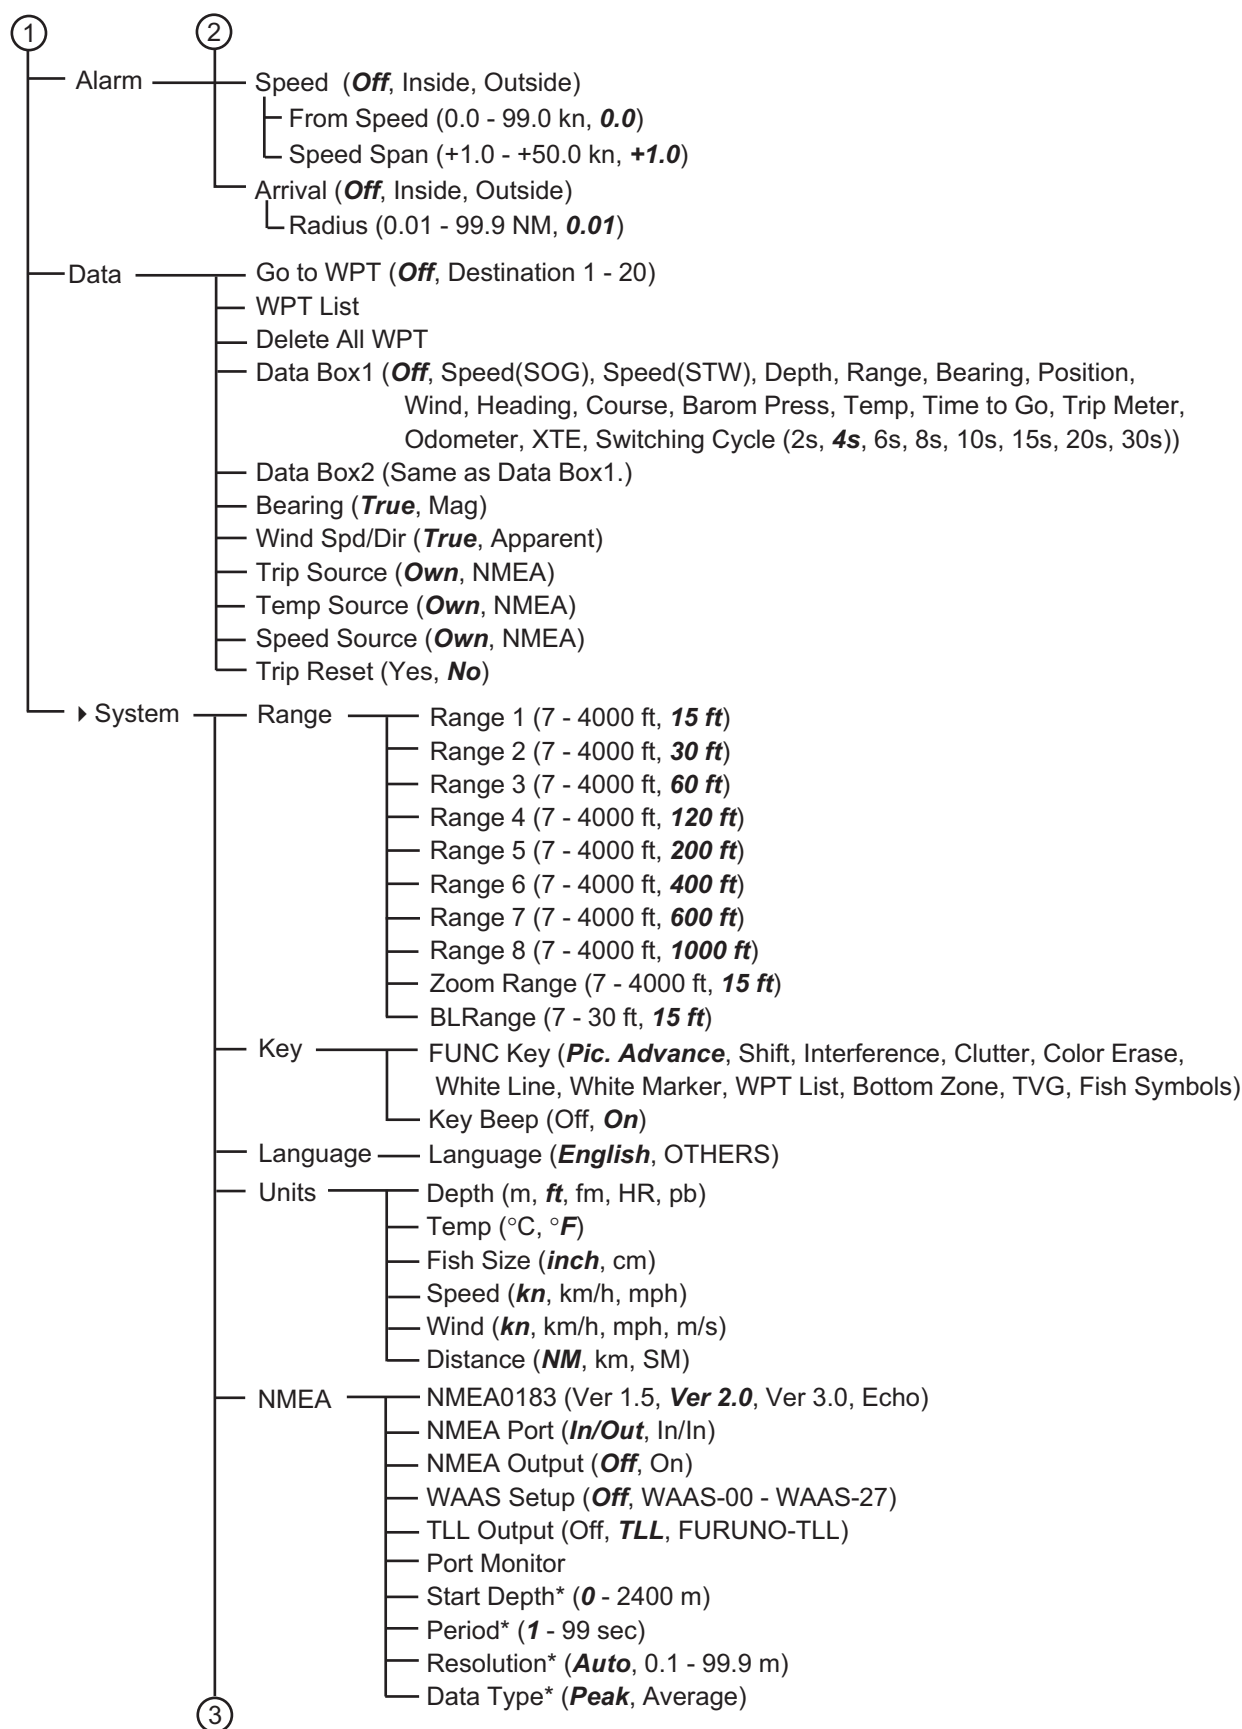 1 2
Alarm Speed (Off, Inside, Outside)
From Speed (0.0 - 99.0 kn, 0.0)
Speed Span (+1.0 - +50.0 kn, +1.0)
Arrival (Off, Inside, Outside)
Radius (0.01 - 99.9 NM, 0.01)
Data Go to WPT (Off, Destination 1 - 20)
WPT List
Delete All WPT
Data Box1 (Off, Speed(SOG), Speed(STW), Depth, Range, Bearing, Position,
Wind, Heading, Course, Barom Press, Temp, Time to Go, Trip Meter,
Odometer, XTE, Switching Cycle (2s, 4s, 6s, 8s, 10s, 15s, 20s, 30s))
Data Box2 (Same as Data Box1.)
Bearing (True, Mag)
Wind Spd/Dir (True, Apparent)
Trip Source (Own, NMEA)
Temp Source (Own, NMEA)
Speed Source (Own, NMEA)
Trip Reset (Yes, No)
System Range Range 1 (7 - 4000 ft, 15 ft)
Range 2 (7 - 4000 ft, 30 ft)
Range 3 (7 - 4000 ft, 60 ft)
Range 4 (7 - 4000 ft, 120 ft)
Range 5 (7 - 4000 ft, 200 ft)
Range 6 (7 - 4000 ft, 400 ft)
Range 7 (7 - 4000 ft, 600 ft)
Range 8 (7 - 4000 ft, 1000 ft)
Zoom Range (7 - 4000 ft, 15 ft)
BLRange (7 - 30 ft, 15 ft)
Key FUNC Key (Pic. Advance, Shift, Interference, Clutter, Color Erase,
White Line, White Marker, WPT List, Bottom Zone, TVG, Fish Symbols)
Key Beep (Off, On)
Language Language (English, OTHERS)
Units Depth (m, ft, fm, HR, pb)
Temp (°C, °F)
Fish Size (inch, cm)
Speed (kn, km/h, mph)
Wind (kn, km/h, mph, m/s)
Distance (NM, km, SM)
NMEA NMEA0183 (Ver 1.5, Ver 2.0, Ver 3.0, Echo)
NMEA Port (In/Out, In/In)
NMEA Output (Off, On)
WAAS Setup (Off, WAAS-00 - WAAS-27)
TLL Output (Off, TLL, FURUNO-TLL)
Port Monitor
Start Depth* (0 - 2400 m)
Period* (1 - 99 sec)
Resolution* (Auto, 0.1 - 99.9 m)
Data Type* (Peak, Average)
3